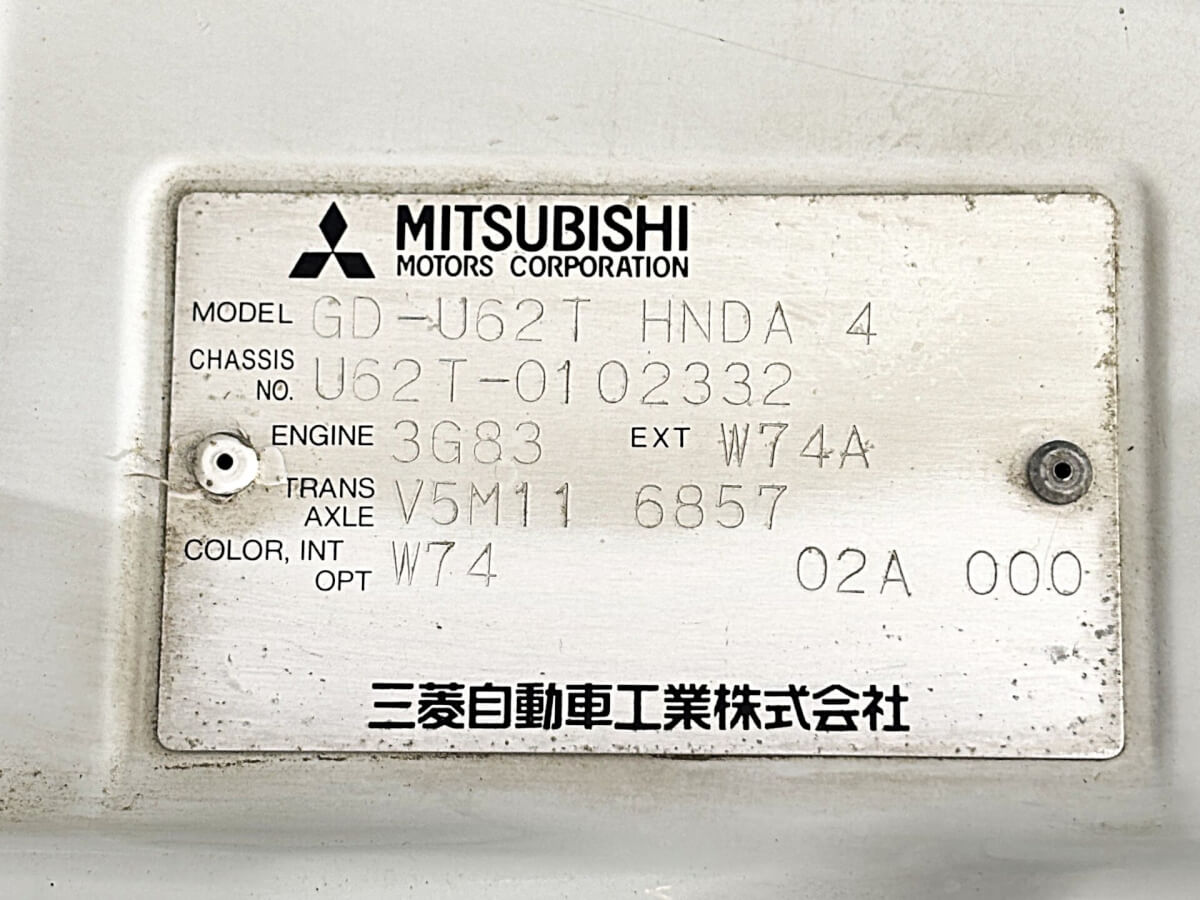 MITSUBISHI
MOTORS CORPORATION
MODEL GD-U62T HNDA 4
CHASSIS
NO. U62T-0102332
ENGINE 3G83 EXT W74A
TRANS
AXLE V5M11 6857
COLOR, INT
OPT W74 02A 000
三菱自動車工業株式会社